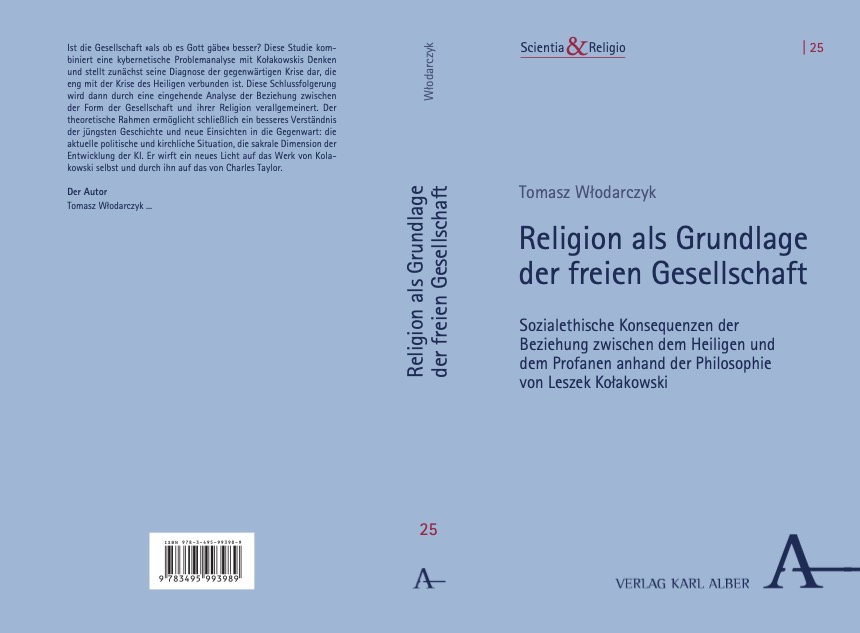 Ist die Gesellschaft »als ob es Gott gäbe« besser? Diese Studie kom-
biniert eine kybernetische Problemanalyse mit Kołakowskis Denken
und stellt zunächst seine Diagnose der gegenwärtigen Krise dar, die
eng mit der Krise des Heiligen verbunden ist. Diese Schlussfolgerung
wird dann durch eine eingehende Analyse der Beziehung zwischen
der Form der Gesellschaft und ihrer Religion verallgemeinert. Der
theoretische Rahmen ermöglicht schließlich ein besseres Verständnis
der jüngsten Geschichte und neue Einsichten in die Gegenwart: die
aktuelle politische und kirchliche Situation, die sakrale Dimension der
Entwicklung der KI. Er wirft ein neues Licht auf das Werk von Kola-
kowski selbst und durch ihn auf das von Charles Taylor.
Der Autor
Tomasz Włodarczyk ...
ISBN 978-3-495-99398-9
9 783495 993989
Włodarczyk
Religion als Grundlage
der freien Gesellschaft
25
A
Scientia & Religio
| 25
Tomasz Włodarczyk
Religion als Grundlage
der freien Gesellschaft
Sozialethische Konsequenzen der
Beziehung zwischen dem Heiligen und
dem Profanen anhand der Philosophie
von Leszek Kołakowski
VERLAG KARL ALBER A